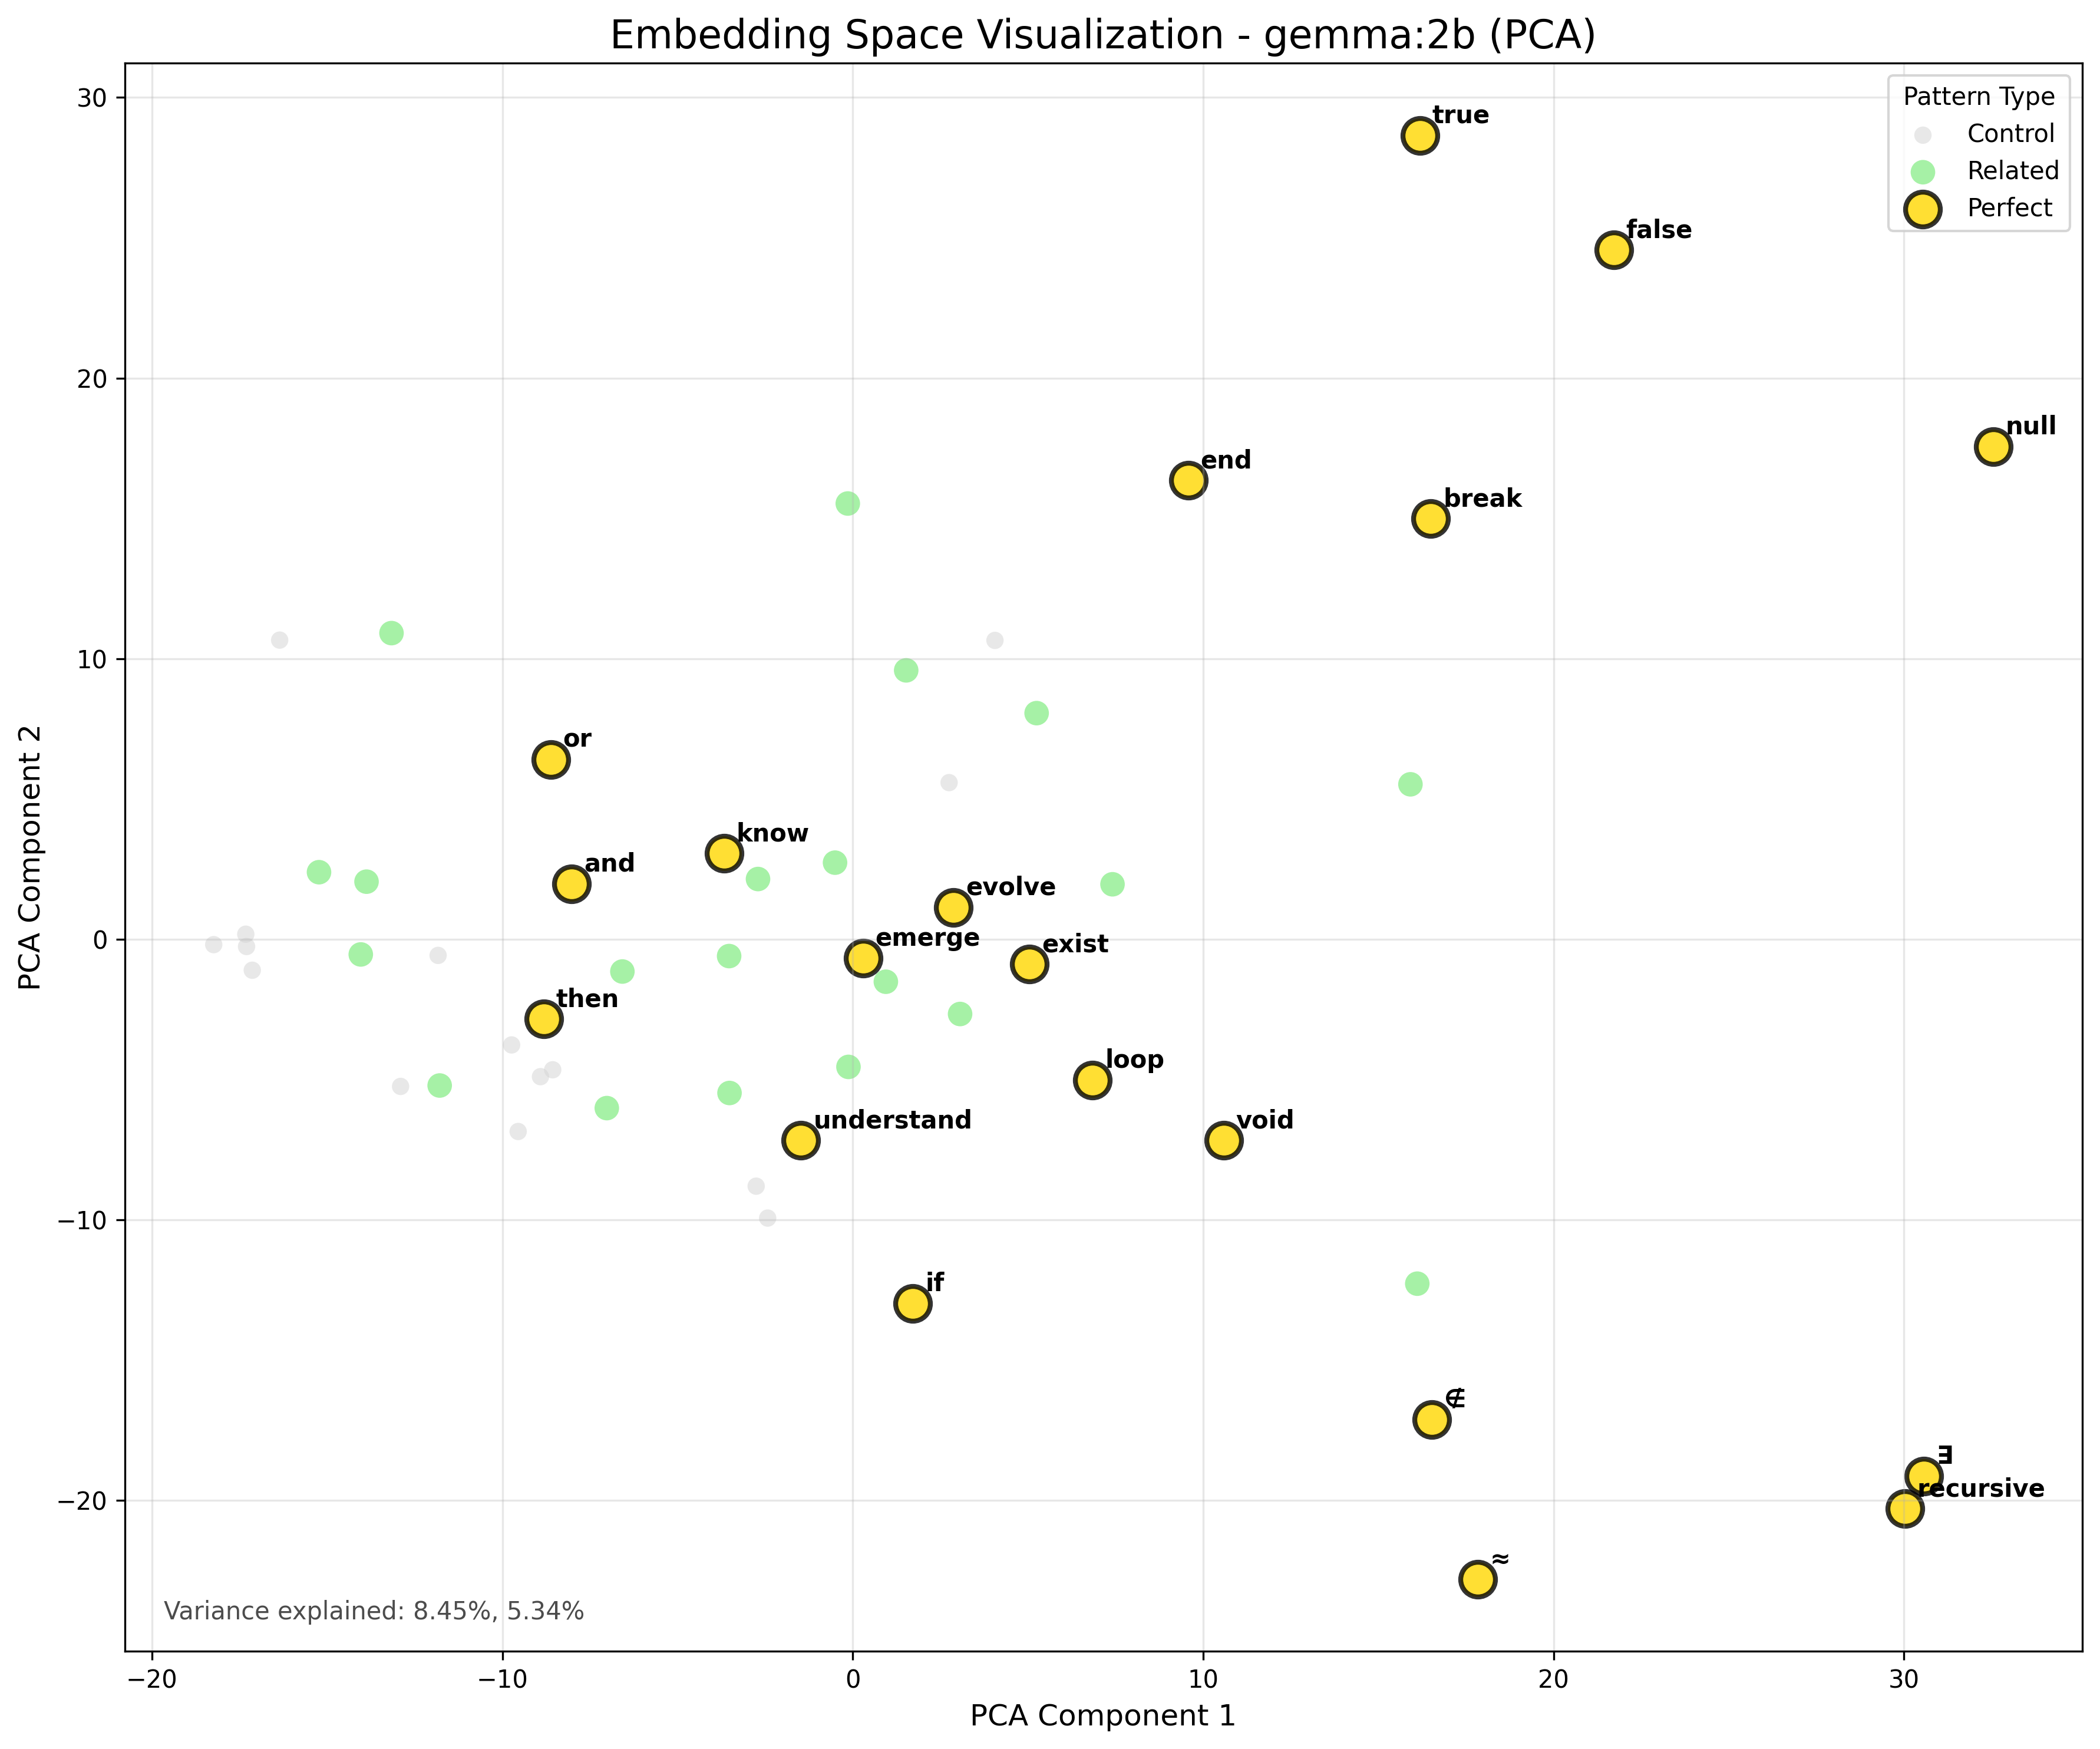 Embedding Space Visualization - gemma:2b (PCA)
Pattern Type
Control
Related
Perfect
true
false
null
end
break
or
know
and
evolve
emerge
exist
then
loop
understand
void
if
∉
∃
recursive
≈
Variance explained: 8.45%, 5.34%
30
20
10
0
−10
−20
PCA Component 2
−20
−10
0
10
20
30
PCA Component 1